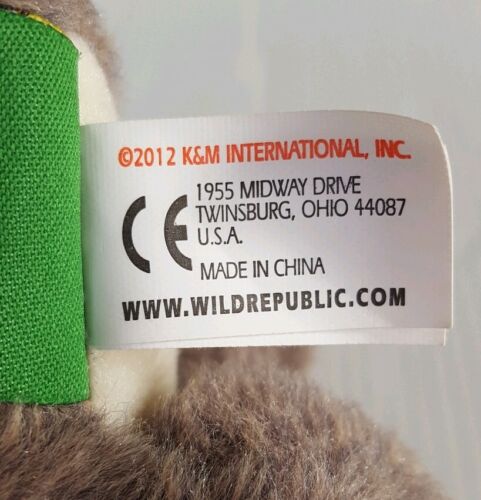 ©2012 K&M INTERNATIONAL, INC.
1955 MIDWAY DRIVE
TWINSBURG, OHIO 44087
U.S.A.
CE
MADE IN CHINA
WWW.WILDREPUBLIC.COM